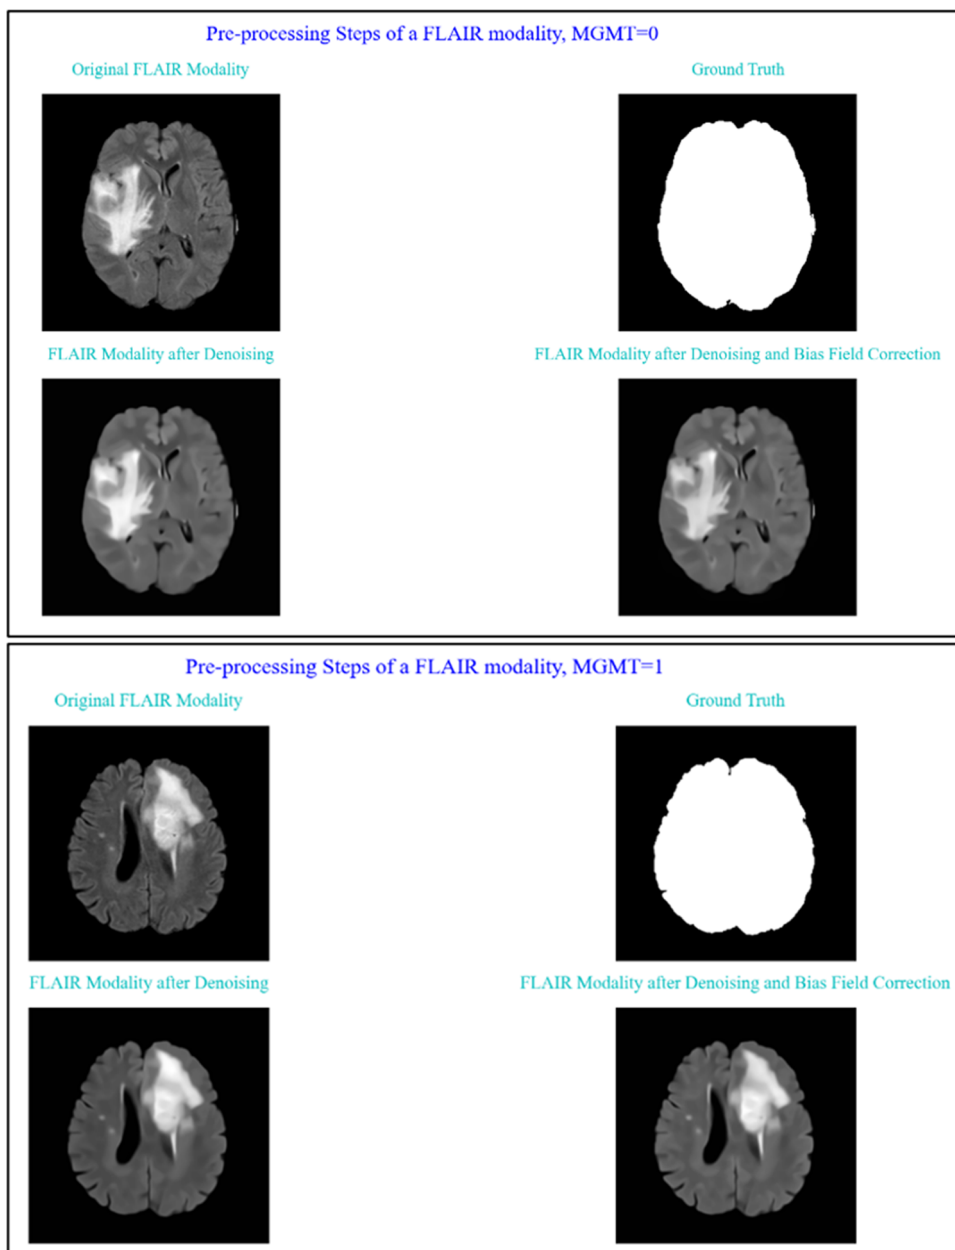 Pre-processing Steps of a FLAIR modality, MGMT=0
Original FLAIR Modality
Ground Truth
FLAIR Modality after Denoising
FLAIR Modality after Denoising and Bias Field Correction
Pre-processing Steps of a FLAIR modality, MGMT=1
Original FLAIR Modality
Ground Truth
FLAIR Modality after Denoising
FLAIR Modality after Denoising and Bias Field Correction